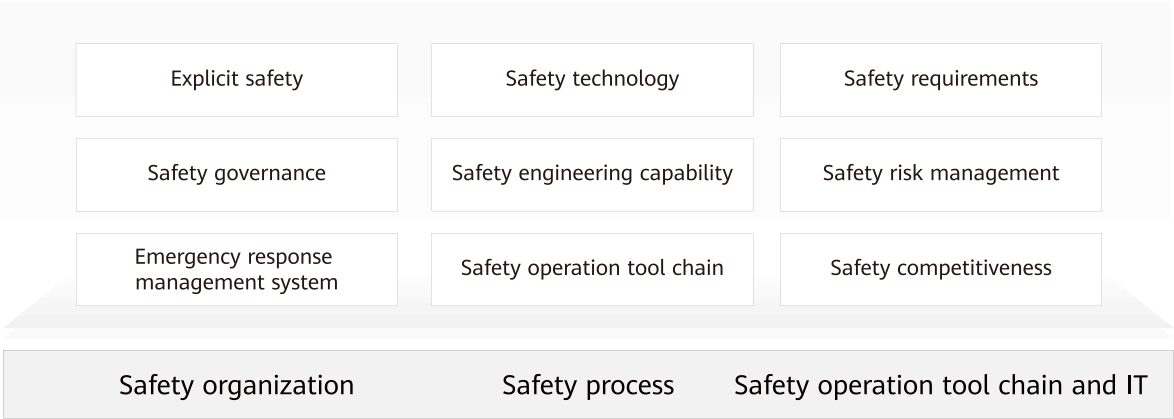 Explicit safety
Safety technology
Safety requirements
Safety governance
Safety engineering capability
Safety risk management
Emergency response
management system
Safety operation tool chain
Safety competitiveness
Safety organization
Safety process
Safety operation tool chain and IT